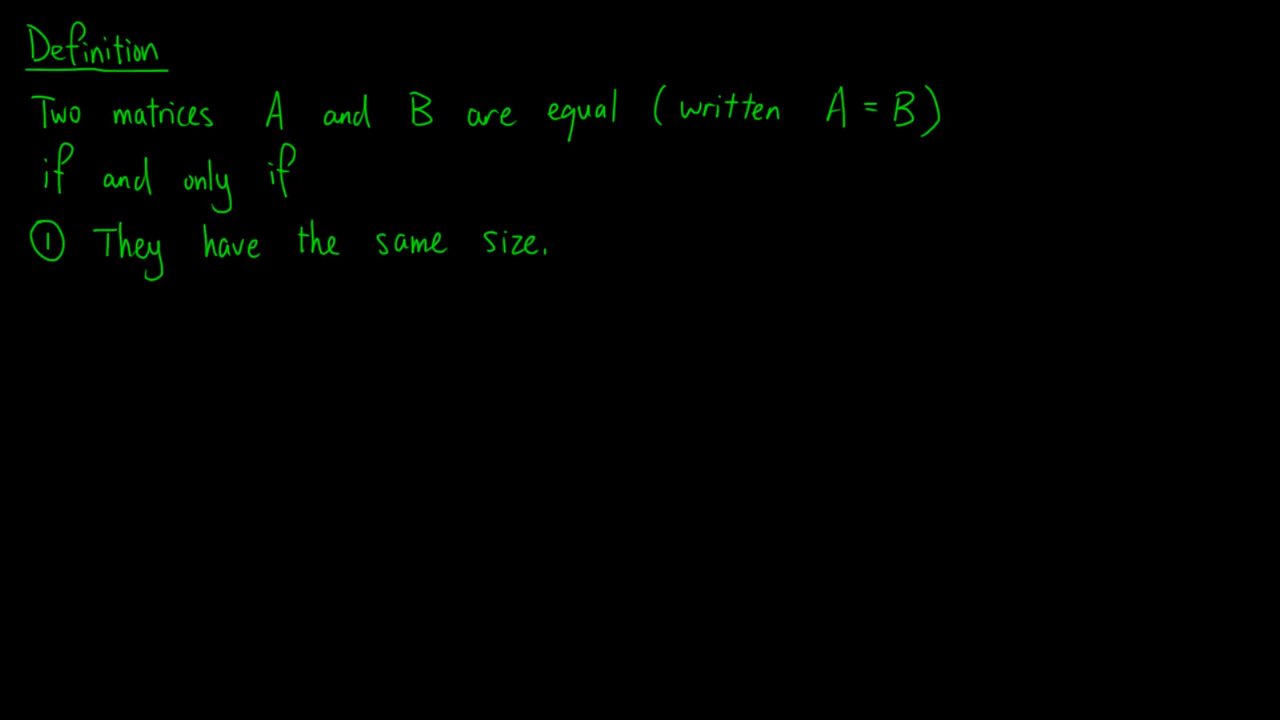 Definition
Two matrices A and B are equal (written A = B)
if and only if
① They have the same size.